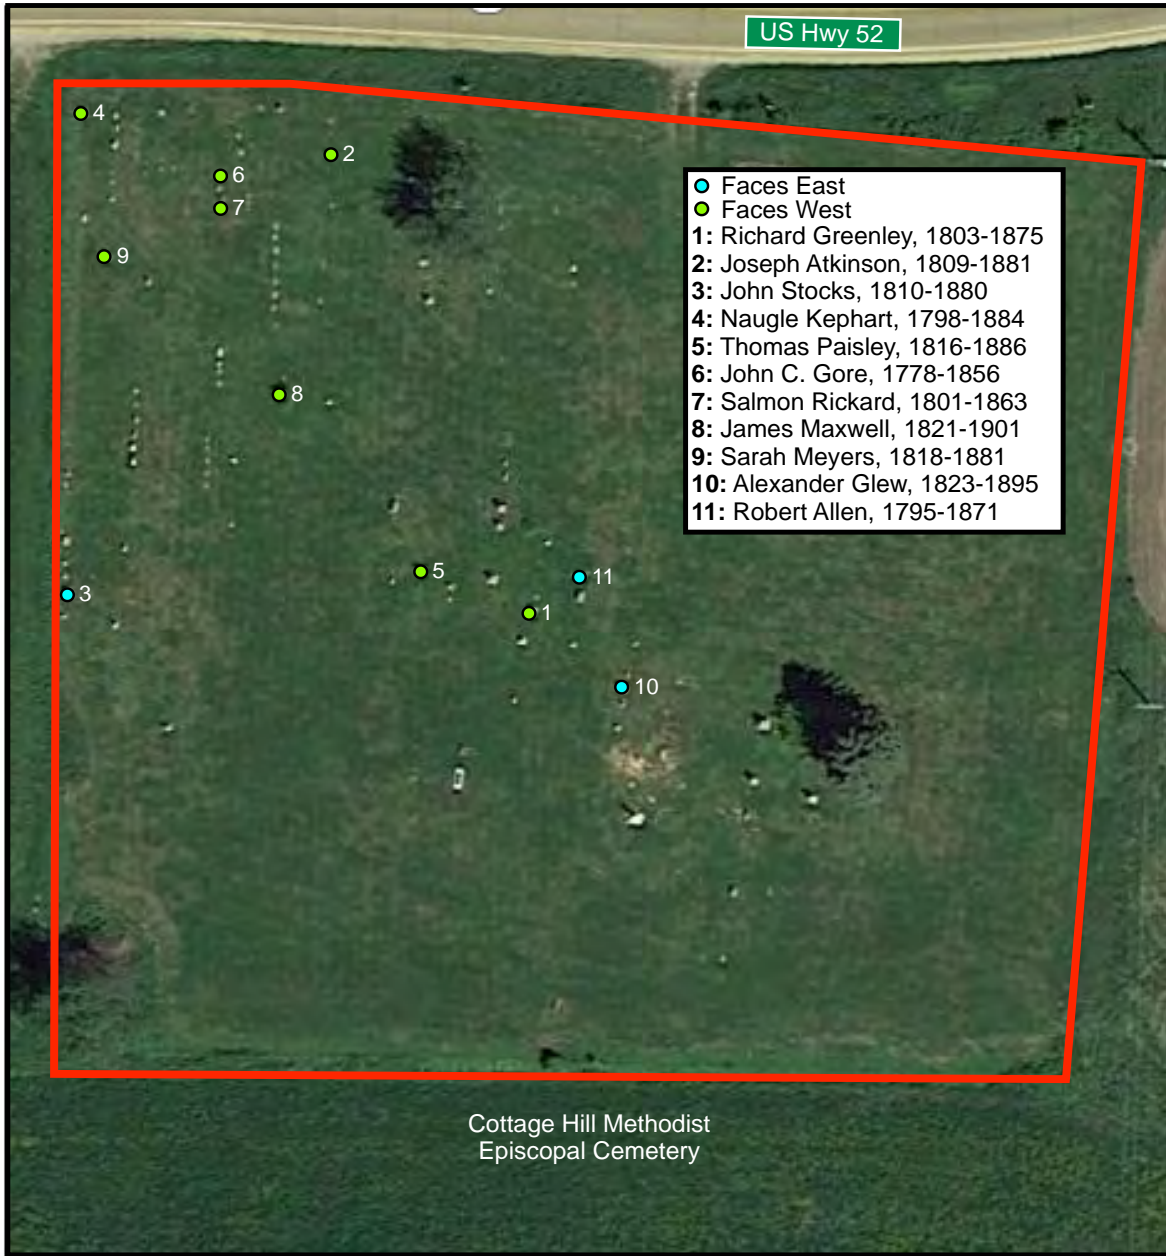 US Hwy 52
4
2
6
7
9
Faces East
Faces West
1: Richard Greenley, 1803-1875
2: Joseph Atkinson, 1809-1881
3: John Stocks, 1810-1880
4: Naugle Kephart, 1798-1884
5: Thomas Paisley, 1816-1886
6: John C. Gore, 1778-1856
7: Salmon Rickard, 1801-1863
8: James Maxwell, 1821-1901
9: Sarah Meyers, 1818-1881
10: Alexander Glew, 1823-1895
11: Robert Allen, 1795-1871
8
5
11
3
1
10
Cottage Hill Methodist
Episcopal Cemetery